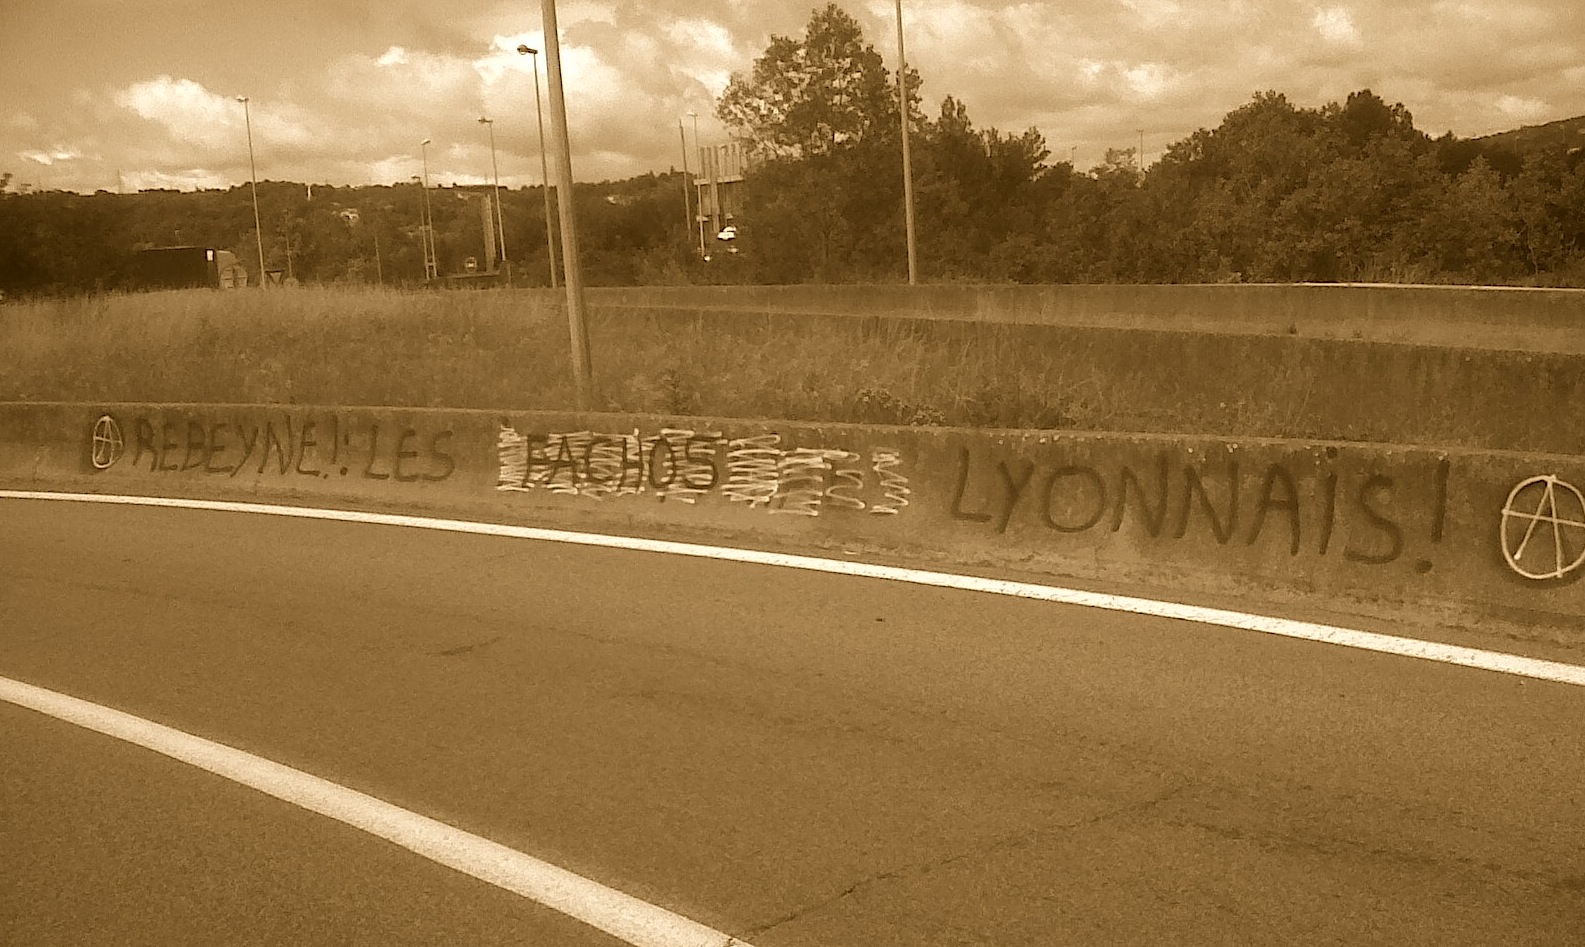 Ⓐ REBEYNE!: LES FACHOS LYONNAIS! Ⓐ